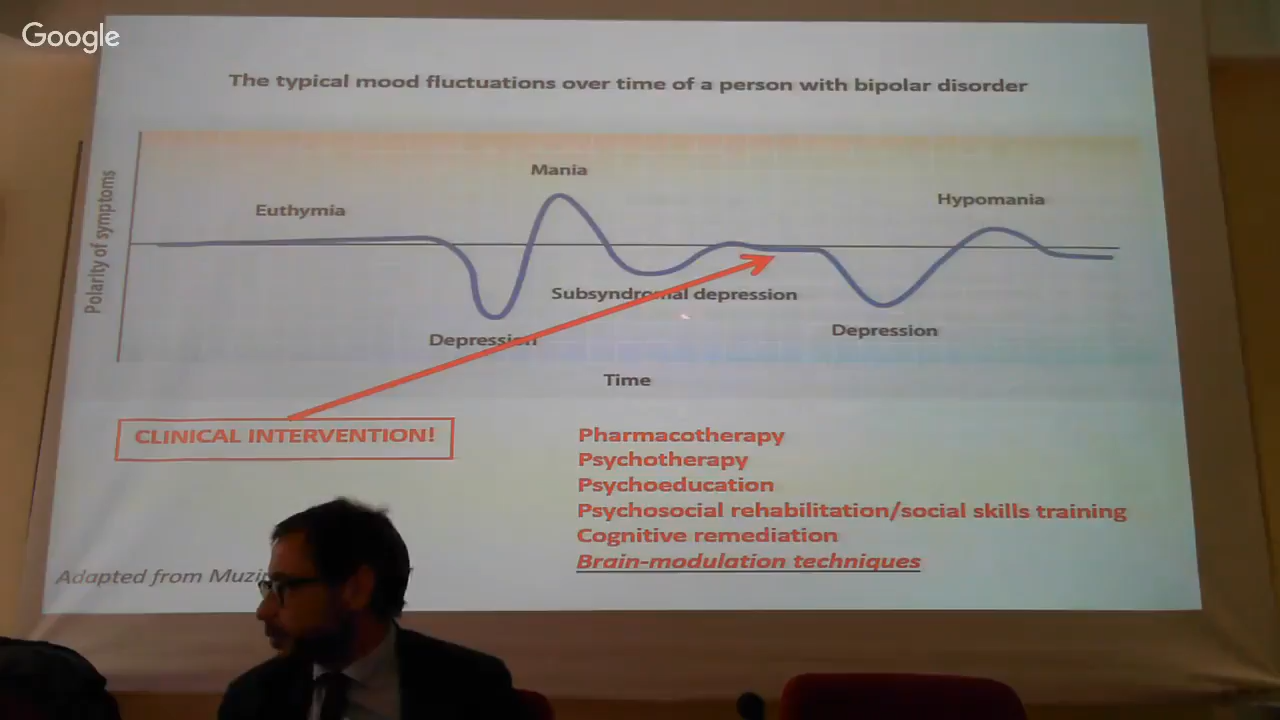 Google
The typical mood fluctuations over time of a person with bipolar disorder
Polarity of symptoms
Mania
Euthymia
Hypomania
Subsyndromal depression
Depression
Depression
Time
CLINICAL INTERVENTION!
Pharmacotherapy
Psychotherapy
Psychoeducation
Psychosocial rehabilitation/social skills training
Cognitive remediation
Brain-modulation techniques
Adapted from